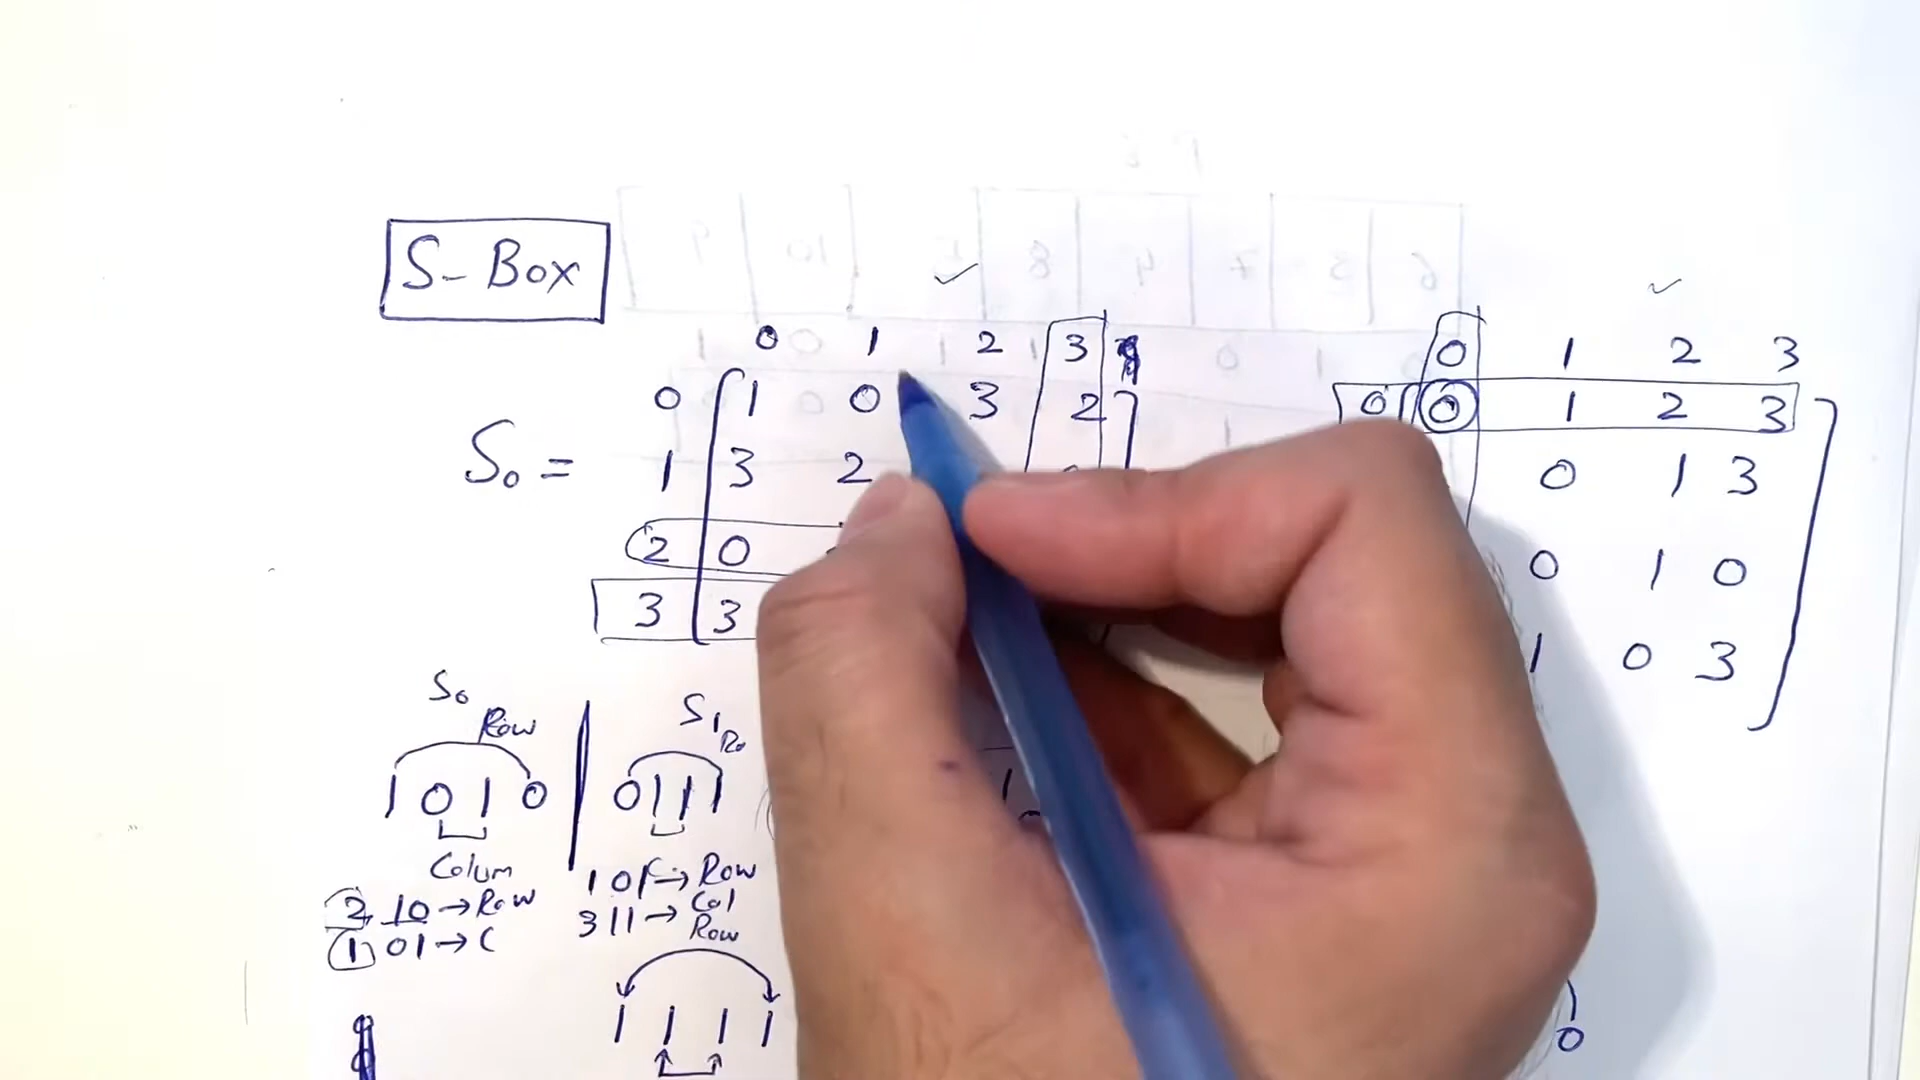 S-Box
0 1 2 3
0 1 0 3 2
S0 = 1 3 2
2 0
3 3
0 1 2 3
0 0 1 2 3
0 1 3
0 1 0
1 0 3
S0
Row
1 0 1 0
Colum
2 10 → Row
1 01 → C
S1
Ro
0111
1 01 → Row
3 11 → Col
Row
1 1 1 1
1
0